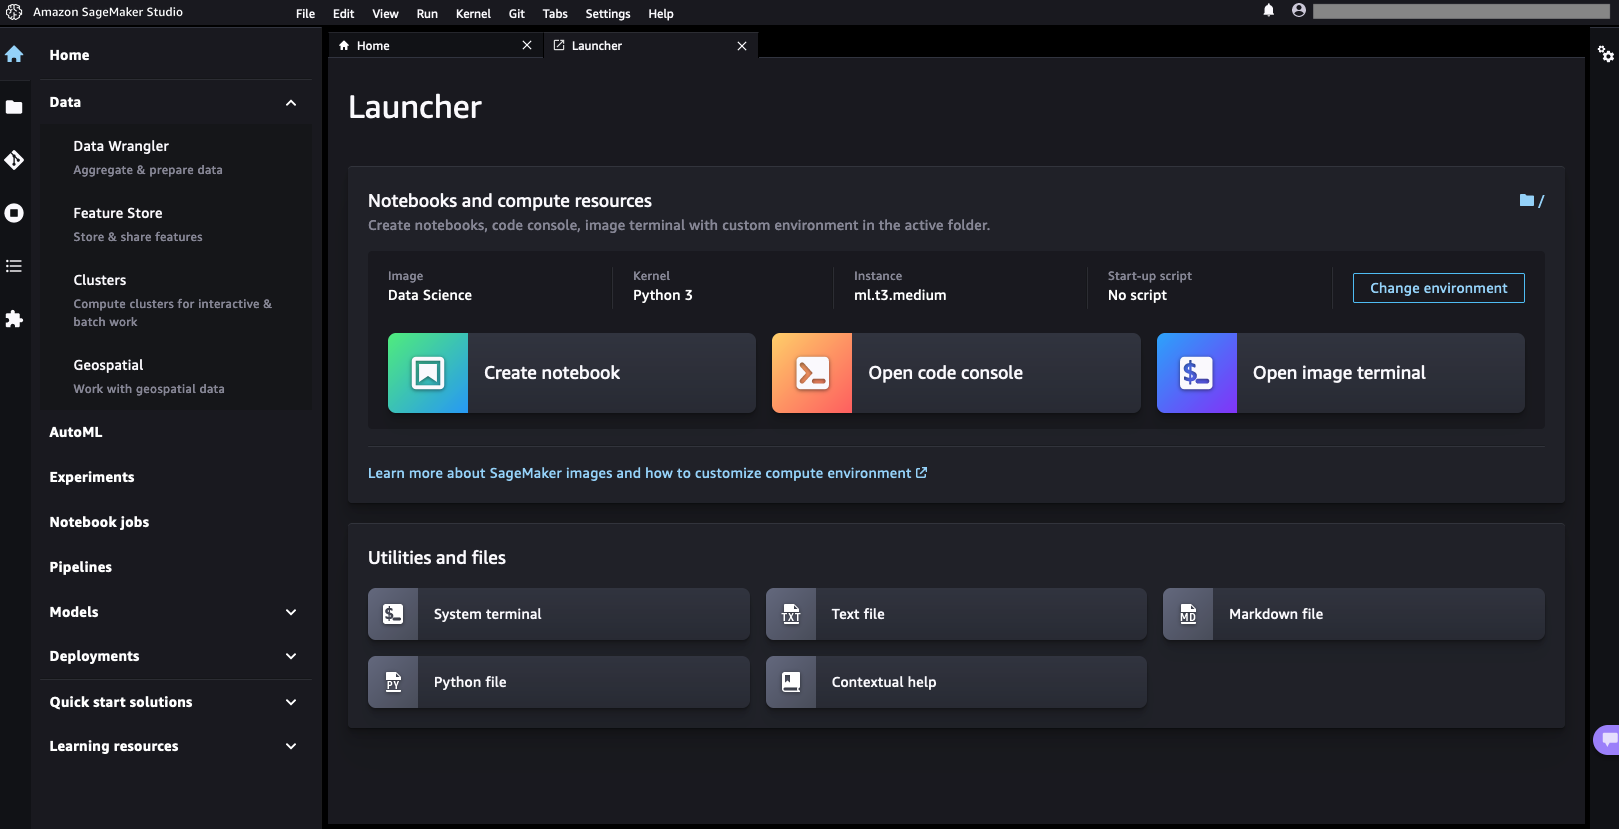 Amazon SageMaker Studio
File Edit View Run Kernel Git Tabs Settings Help
Home
Data
Data Wrangler
Aggregate & prepare data
Feature Store
Store & share features
Clusters
Compute clusters for interactive &
batch work
Geospatial
Work with geospatial data
AutoML
Experiments
Notebook jobs
Pipelines
Models
Deployments
Quick start solutions
Learning resources
Home
Launcher
Launcher
Notebooks and compute resources
/
Create notebooks, code console, image terminal with custom environment in the active folder.
Image
Data Science
Kernel
Python 3
Instance
ml.t3.medium
Start-up script
No script
Change environment
Create notebook
Open code console
$_
Open image terminal
Learn more about SageMaker images and how to customize compute environment
Utilities and files
$_
System terminal
TXT
Text file
MD
Markdown file
PY
Python file
Contextual help